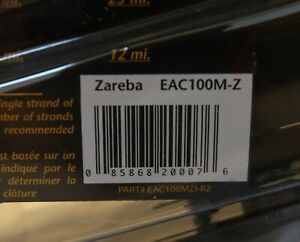 12 mi.
Zareba EAC100M-Z
ingle strand of
mber of strands
recommended
est basée sur un
indiqué par le
déterminer la
clôture
0 85868 20007 6
PART# EAC100MZ1-R2